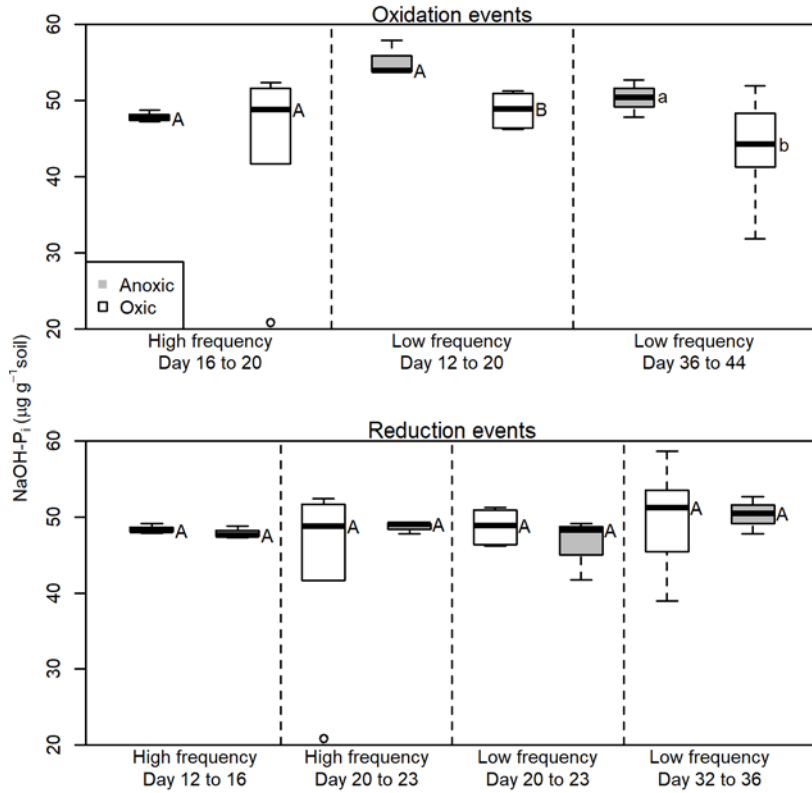 Oxidation events
60
50
40
30
20
A
A
A
B
a
b
Anoxic
Oxic
High frequency
Day 16 to 20
Low frequency
Day 12 to 20
Low frequency
Day 36 to 44
NaOH-Pi (µg g⁻¹soil)
Reduction events
60
50
40
30
20
A
A
A
A
A
A
A
A
High frequency
Day 12 to 16
High frequency
Day 20 to 23
Low frequency
Day 20 to 23
Low frequency
Day 32 to 36